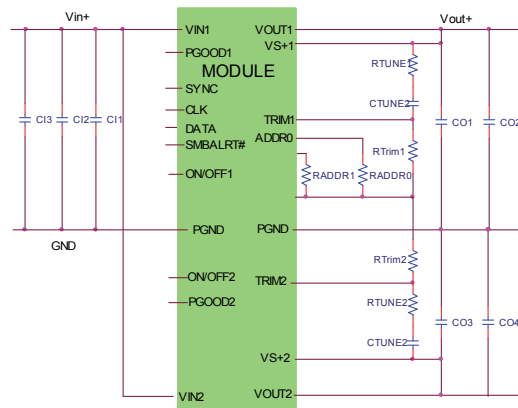 Vin+
Vout+
VIN1
VOUT1
VS+1
PGOOD1
MODULE
RTUNE1
SYNC
CTUNE2
CLK
TRIM1
CI3
CI2
CI1
CO1
CO2
DATA
ADDR0
SMBALRT#
RTrim1
ON/OFF1
RADDR1
RADDR0
PGND
PGND
GND
RTrim2
ON/OFF2
TRIM2
PGOOD2
RTUNE2
CO3
CO4
CTUNE2
VS+2
VIN2
VOUT2